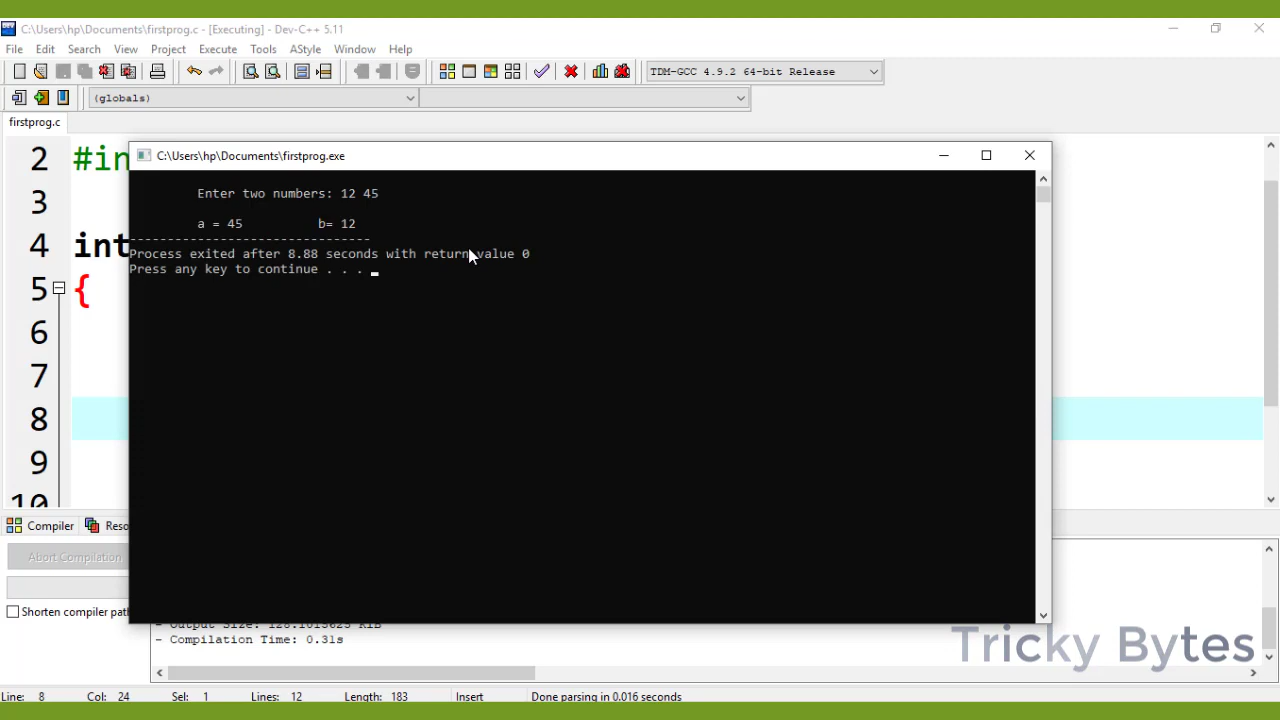 C:\Users\hp\Documents\firstprog.c - [Executing] - Dev-C++ 5.11
File Edit Search View Project Execute Tools AStyle Window Help
TDM-GCC 4.9.2 64-bit Release
(globals)
firstprog.c
2 #in
3
4 int
5 {
6
7
8
9
10
C:\Users\hp\Documents\firstprog.exe
Enter two numbers: 12 45
a = 45 b= 12
--------------------------------
Process exited after 8.88 seconds with return value 0
Press any key to continue . . .
Compiler Reso
Abort Compilation
Shorten compiler path
- Output Size:
- Compilation Time: 0.31s
Tricky Bytes
Line: 8 Col: 24 Sel: 1 Lines: 12 Length: 183 Insert Done parsing in 0.016 seconds